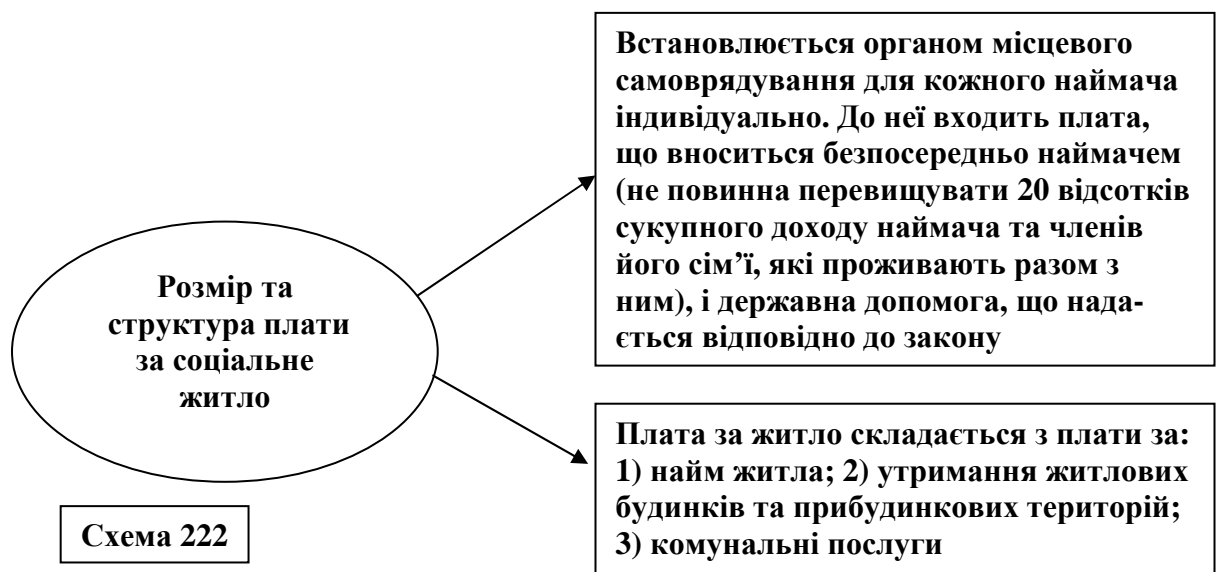 Встановлюється органом місцевого
самоврядування для кожного наймача
індивідуально. До неї входить плата,
що вноситься безпосередньо наймачем
(не повинна перевищувати 20 відсотків
сукупного доходу наймача та членів
його сім’ї, які проживають разом з
ним), і державна допомога, що нада-
ється відповідно до закону
Розмір та
структура плати
за соціальне
житло
Плата за житло складається з плати за:
1) найм житла; 2) утримання житлових
будинків та прибудинкових територій;
3) комунальні послуги
Схема 222